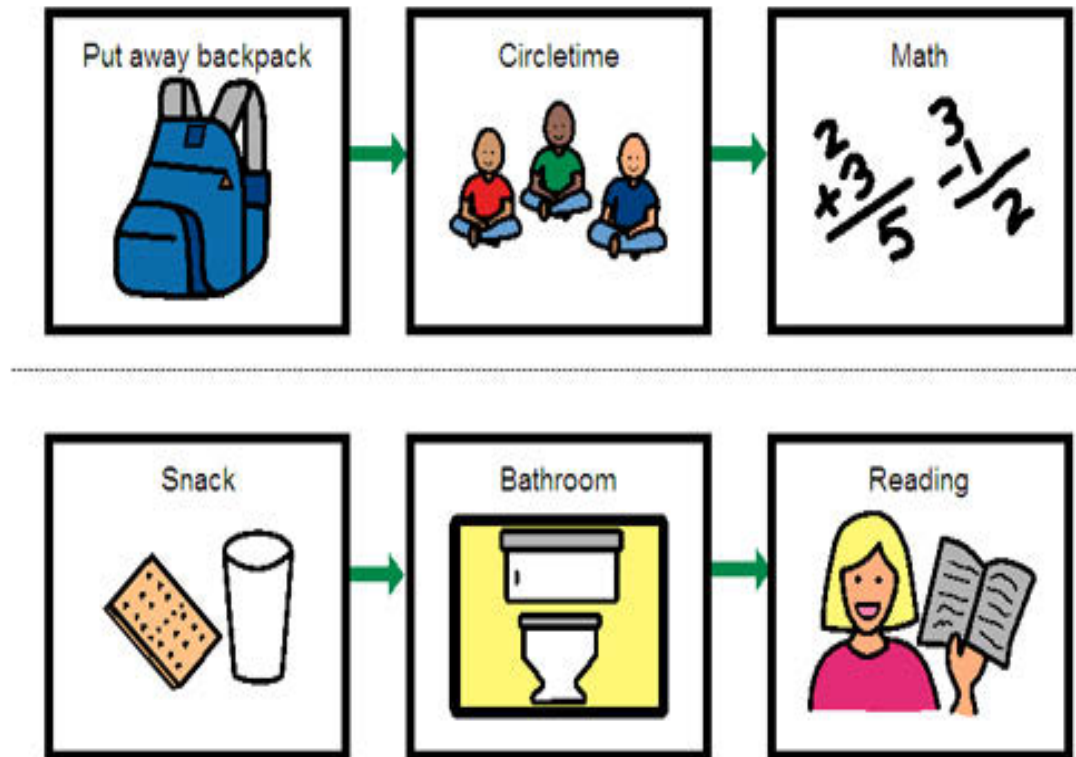 Put away backpack
Circletime
Math
2
+3
5
3
-1
2
Snack
Bathroom
Reading